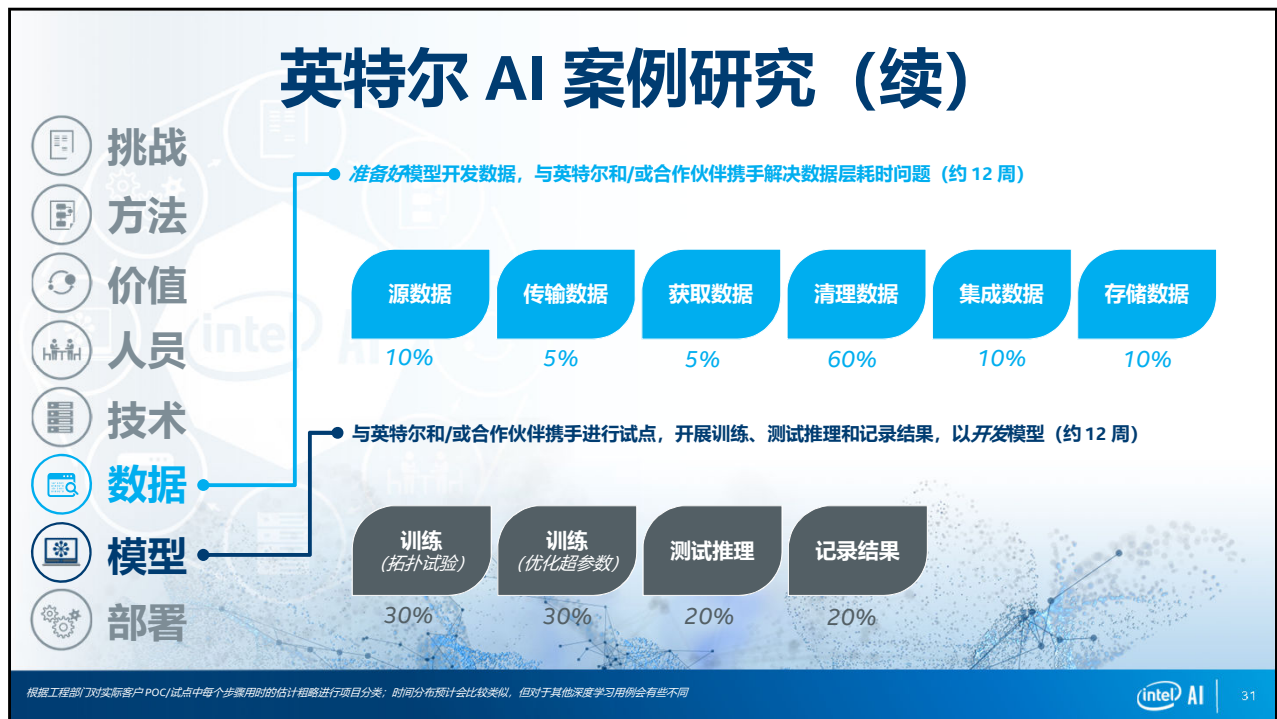 英特尔 AI 案例研究（续）
挑战
方法
价值
人员
技术
数据
模型
部署
准备好模型开发数据，与英特尔和/或合作伙伴携手解决数据层耗时问题（约 12 周）
源数据
传输数据
获取数据
清理数据
集成数据
存储数据
10%
5%
5%
60%
10%
10%
与英特尔和/或合作伙伴携手进行试点，开展训练、测试推理和记录结果，以开发模型（约 12 周）
训练
(拓扑试验)
训练
(优化超参数)
测试推理
记录结果
30%
30%
20%
20%
根据工程部门对实际客户 POC/试点中每个步骤用时的估计粗略进行项目分类；时间分布预计会比较类似，但对于其他深度学习用例会有些不同
intel AI
31
intel AI